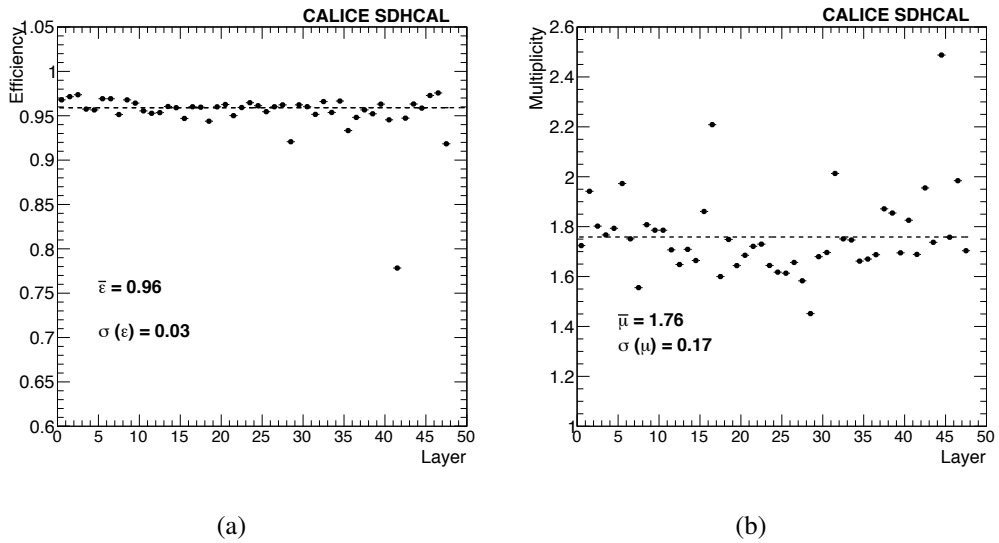 CALICE SDHCAL
Efficiency
1.05
1
0.95
0.9
0.85
0.8
0.75
0.7
0.65
0.6
ε̅ = 0.96
σ (ε) = 0.03
0 5 10 15 20 25 30 35 40 45 50
Layer
(a)
CALICE SDHCAL
Multiplicity
2.6
2.4
2.2
2
1.8
1.6
1.4
1.2
1
μ̅ = 1.76
σ (μ) = 0.17
0 5 10 15 20 25 30 35 40 45 50
Layer
(b)